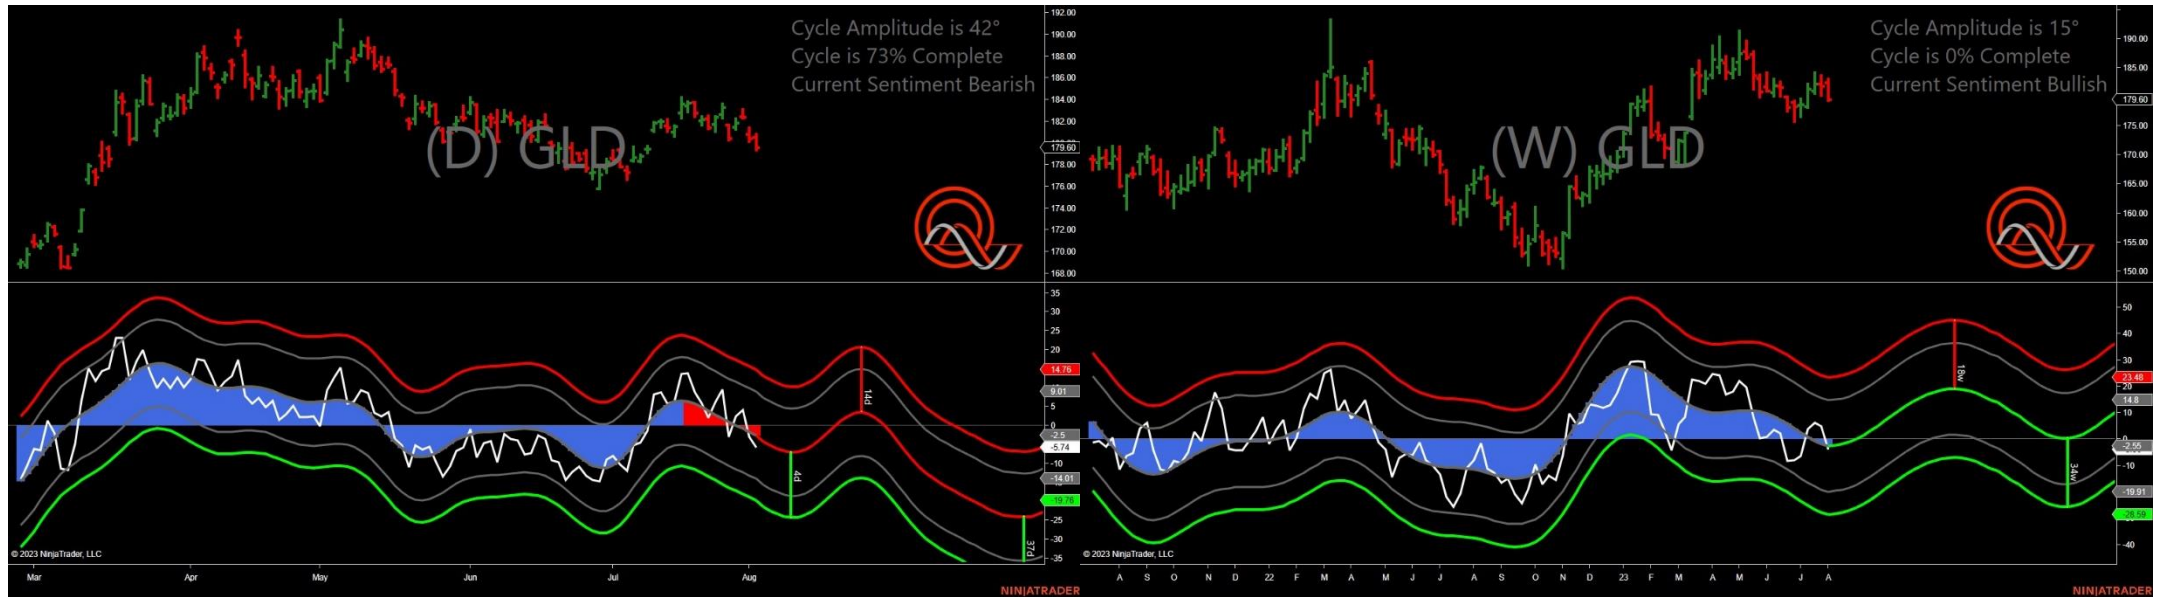 Cycle Amplitude is 42°
Cycle is 73% Complete
Current Sentiment Bearish
(D) GLD
192.00
188.00
186.00
184.00
182.00
179.60
178.00
176.00
174.00
172.00
170.00
168.00
35
30
25
20
14.76
9.01
5
0
-2.5
-5.74
-10
-14.01
-19.76
-25
-30
-35
4d
14d
37d
© 2023 NinjaTrader, LLC
Mar Apr May Jun Jul Aug
NINJATRADER
Cycle Amplitude is 15°
Cycle is 0% Complete
Current Sentiment Bullish
(W) GLD
190.00
185.00
179.60
175.00
170.00
165.00
160.00
155.00
150.00
50
40
30
23.48
14.8
10
0
-2.55
-10
-19.91
-28.59
-40
18w
34w
© 2023 NinjaTrader, LLC
A S O N D 22 F M A M J J A S O N D 23 F M A M J J A
NINJATRADER